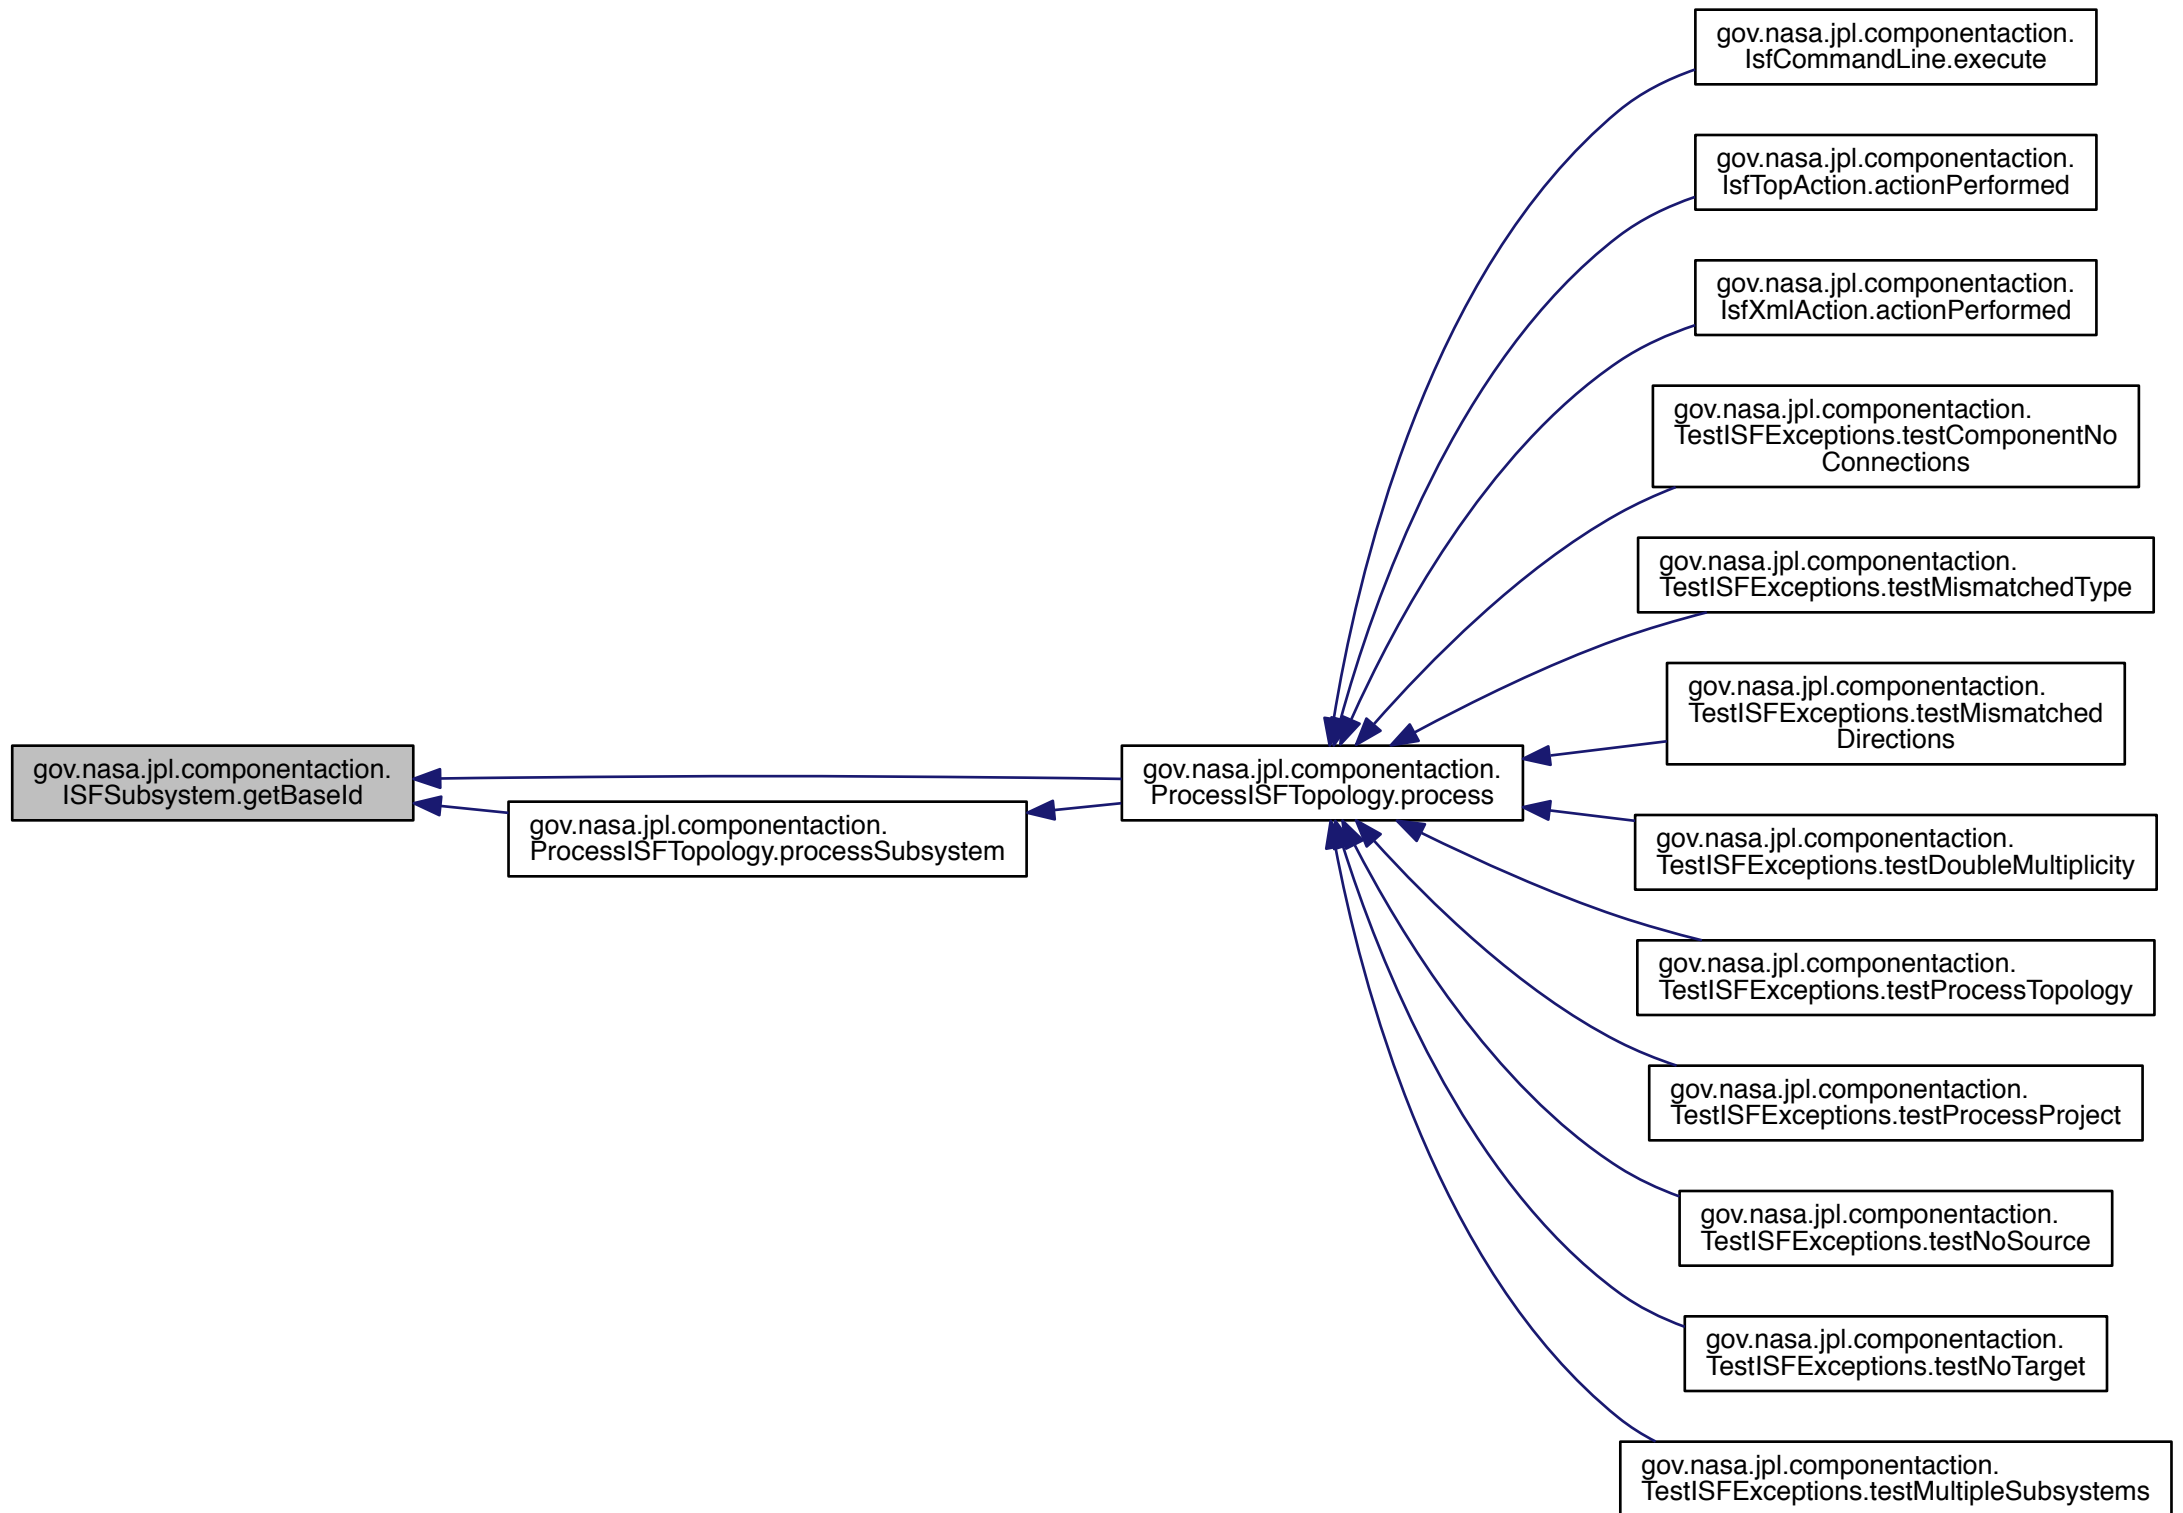 gov.nasa.jpl.componentaction.
ISFSubsystem.getBaseId
gov.nasa.jpl.componentaction.
ProcessISFTopology.processSubsystem
gov.nasa.jpl.componentaction.
ProcessISFTopology.process
gov.nasa.jpl.componentaction.
IsfCommandLine.execute
gov.nasa.jpl.componentaction.
IsfTopAction.actionPerformed
gov.nasa.jpl.componentaction.
IsfXmlAction.actionPerformed
gov.nasa.jpl.componentaction.
TestISFExceptions.testComponentNo
Connections
gov.nasa.jpl.componentaction.
TestISFExceptions.testMismatchedType
gov.nasa.jpl.componentaction.
TestISFExceptions.testMismatched
Directions
gov.nasa.jpl.componentaction.
TestISFExceptions.testDoubleMultiplicity
gov.nasa.jpl.componentaction.
TestISFExceptions.testProcessTopology
gov.nasa.jpl.componentaction.
TestISFExceptions.testProcessProject
gov.nasa.jpl.componentaction.
TestISFExceptions.testNoSource
gov.nasa.jpl.componentaction.
TestISFExceptions.testNoTarget
gov.nasa.jpl.componentaction.
TestISFExceptions.testMultipleSubsystems